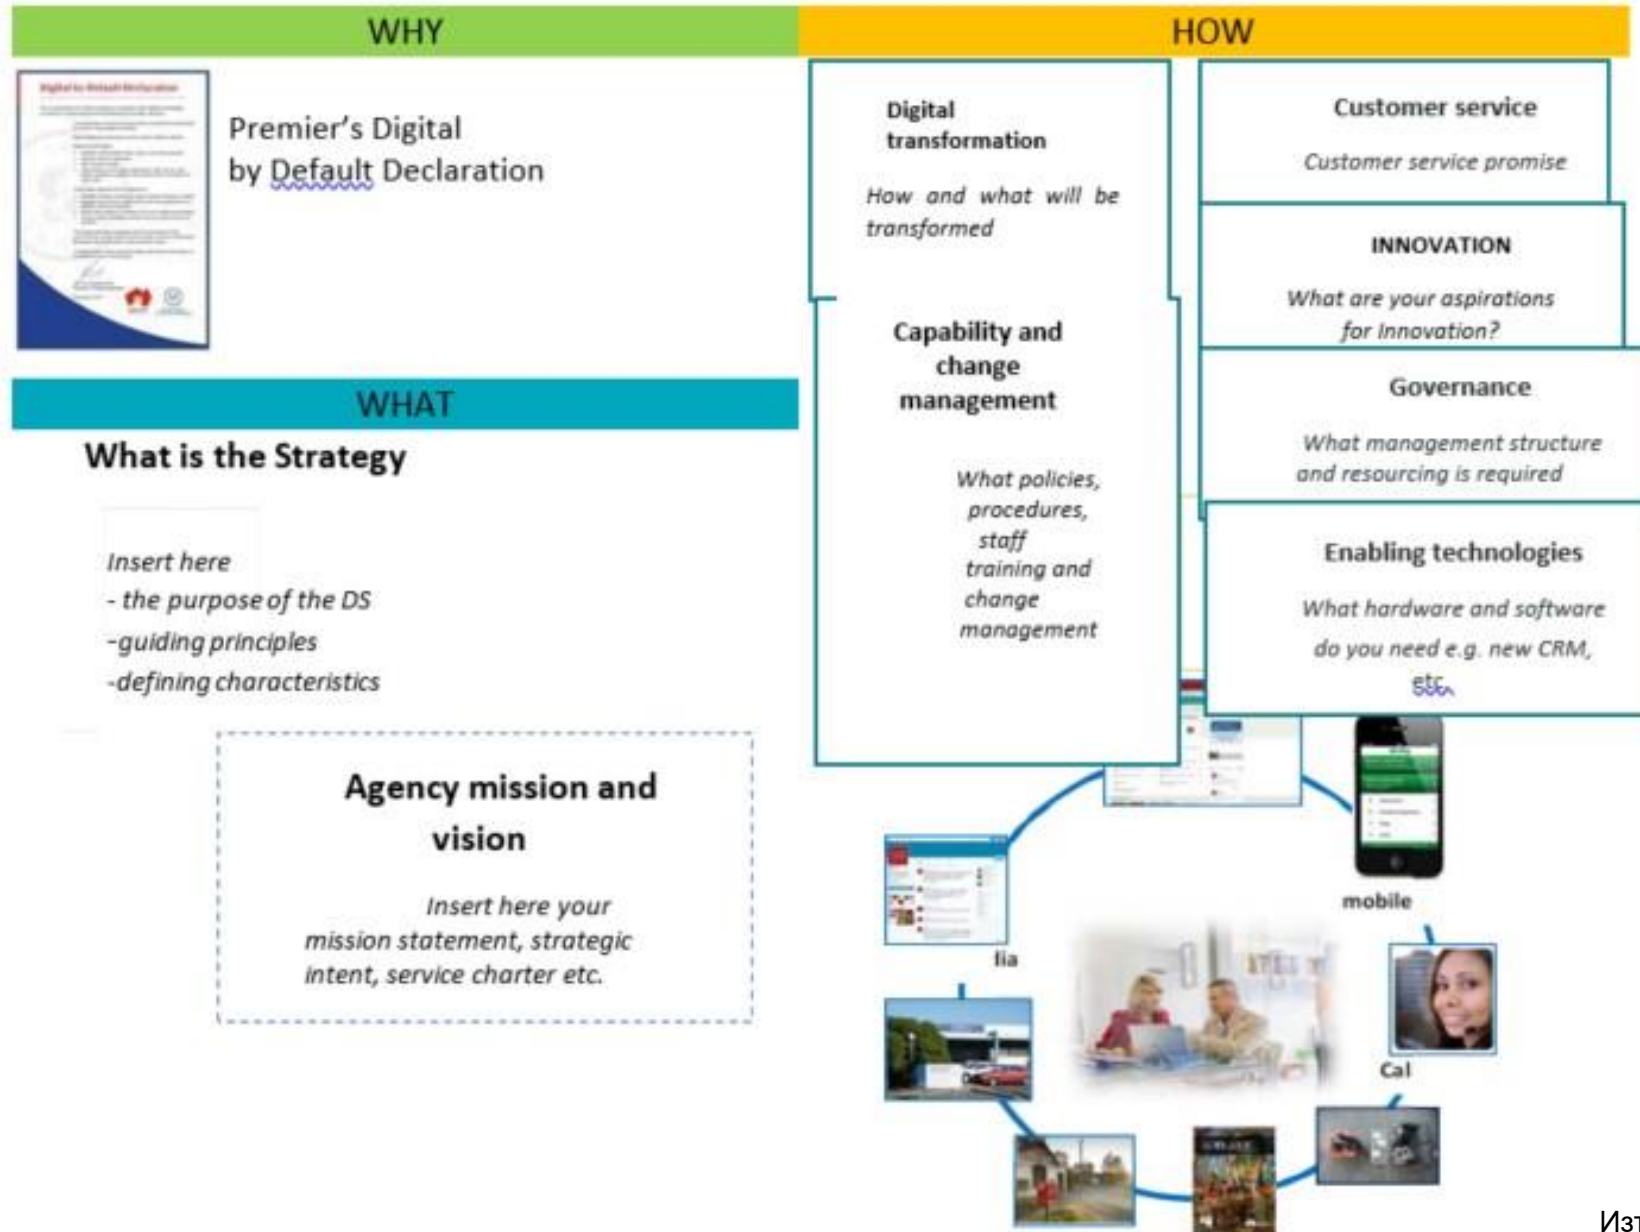 WHY
Premier's Digital
by Default Declaration
WHAT
What is the Strategy
Insert here
- the purpose of the DS
-guiding principles
-defining characteristics
Agency mission and
vision
Insert here your
mission statement, strategic
intent, service charter etc.
HOW
Digital
transformation
How and what will be
transformed
Capability and
change
management
What policies,
procedures,
staff
training and
change
management
Customer service
Customer service promise
INNOVATION
What are your aspirations
for Innovation?
Governance
What management structure
and resourcing is required
Enabling technologies
What hardware and software
do you need e.g. new CRM,
etc.
mobile
lia
Cal
Изт